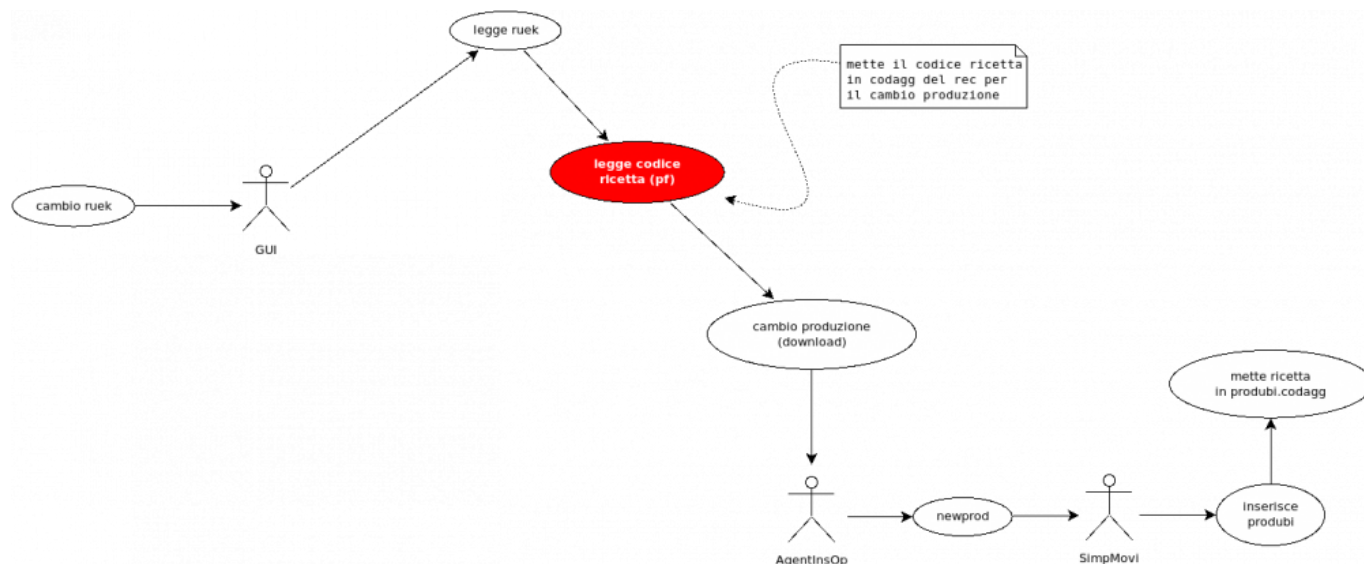 legge ruek
mette il codice ricetta
in codagg del rec per
il cambio produzione
legge codice
ricetta (pf)
cambio ruek
GUI
cambio produzione
(download)
mette ricetta
in produbi.codagg
newprod
inserisce
produbi
AgentInsOp
SimpMovi